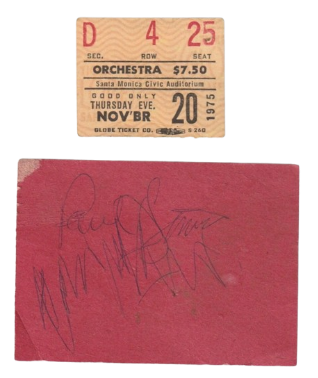 D 4 25
SEC. ROW SEAT
ORCHESTRA $7.50
Santa Monica Civic Auditorium
GOOD ONLY
THURSDAY EVE.
NOV'BR 20 1975
GLOBE TICKET CO.
Paul